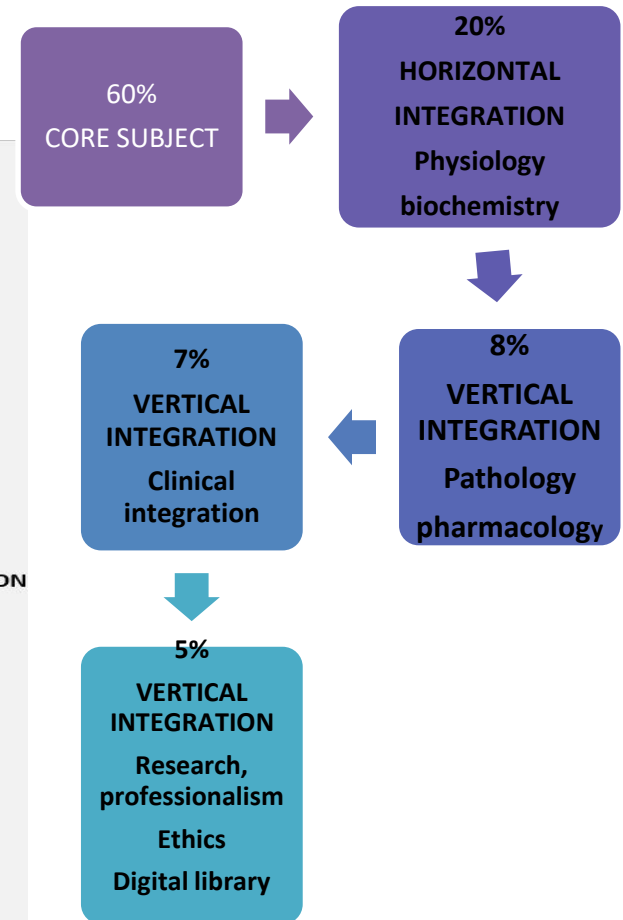 60%
CORE SUBJECT
20%
HORIZONTAL
INTEGRATION
Physiology
biochemistry
8%
VERTICAL
INTEGRATION
Pathology
pharmacology
7%
VERTICAL
INTEGRATION
Clinical
integration
ON
5%
VERTICAL
INTEGRATION
Research,
professionalism
Ethics
Digital library